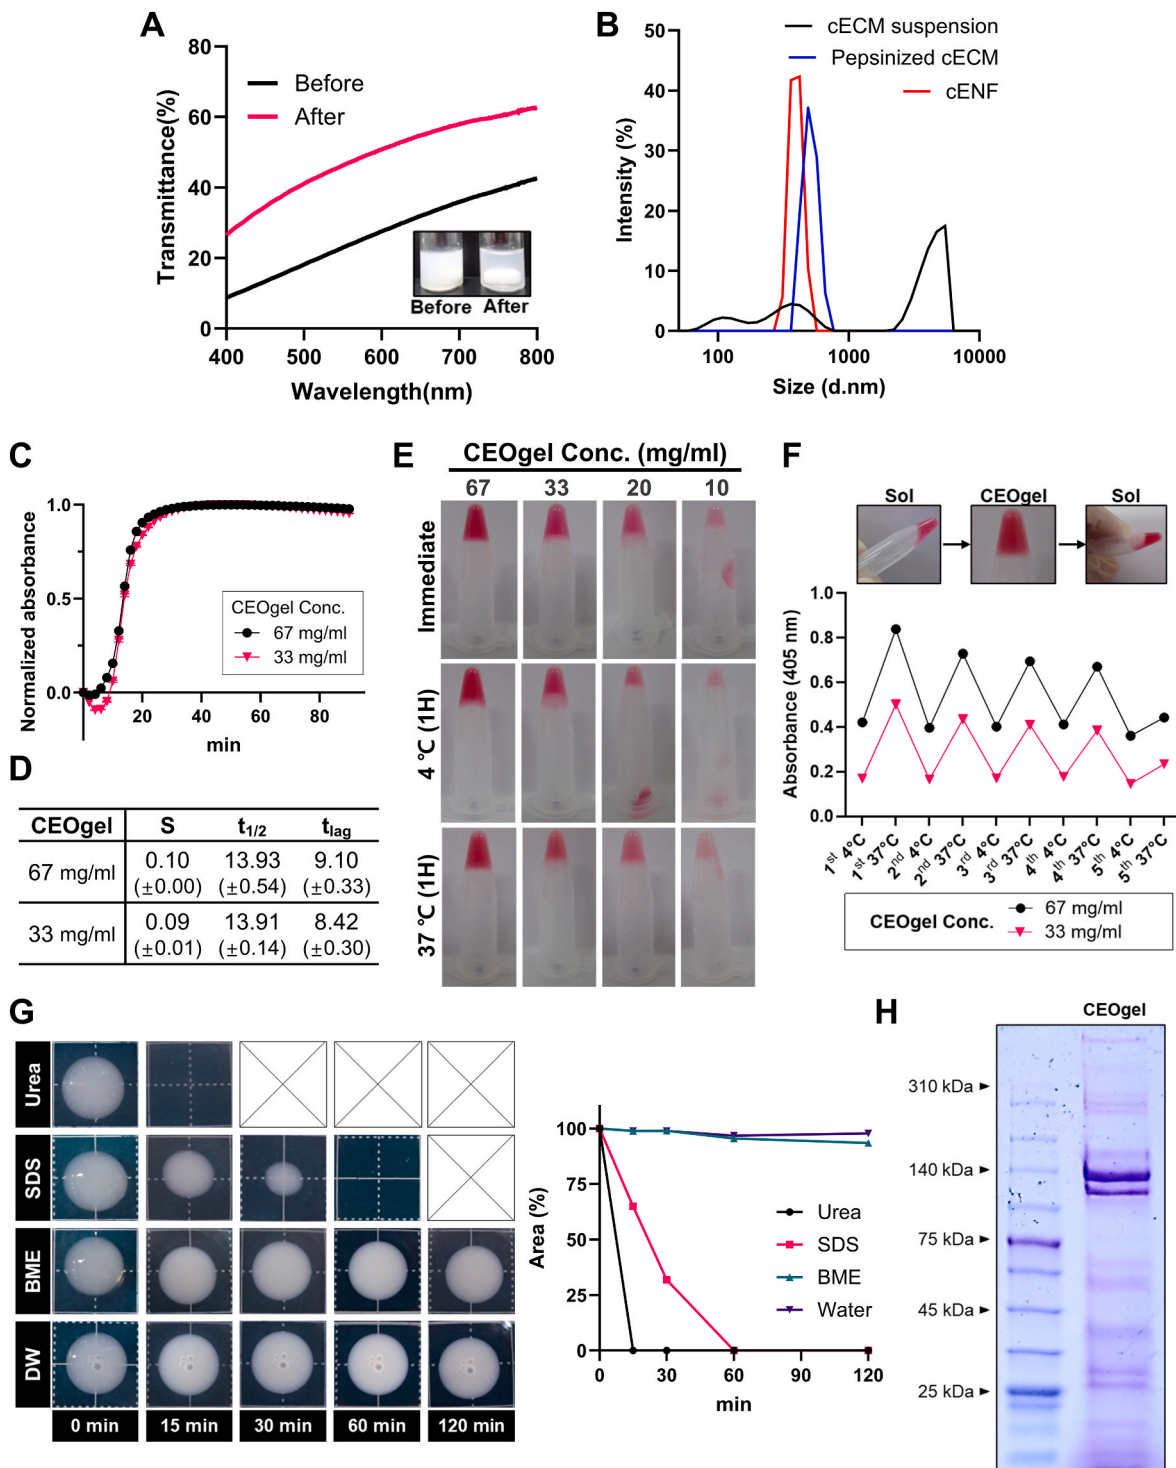 A
80
60
40
20
0
Transmittance(%)
Before
After
Before After
400 500 600 700 800
Wavelength(nm)
B
50
40
30
20
10
0
Intensity (%)
cECM suspension
Pepsinized cECM
cENF
100 1000 10000
Size (d.nm)
C
1.0
0.5
0.0
Normalized absorbance
CEOgel Conc.
67 mg/ml
33 mg/ml
20 40 60 80
min
D
CEOgel S t1/2 tlag
67 mg/ml 0.10 (±0.00) 13.93 (±0.54) 9.10 (±0.33)
33 mg/ml 0.09 (±0.01) 13.91 (±0.14) 8.42 (±0.30)
E
CEOgel Conc. (mg/ml)
67 33 20 10
Immediate
4 ℃ (1H)
37 ℃ (1H)
F
Sol CEOgel Sol
1.0
0.8
0.6
0.4
0.2
0.0
Absorbance (405 nm)
1st 4°C
1st 37°C
2nd 4°C
2nd 37°C
3rd 4°C
3rd 37°C
4th 4°C
4th 37°C
5th 4°C
5th 37°C
CEOgel Conc.
67 mg/ml
33 mg/ml
G
Urea
SDS
BME
DW
0 min 15 min 30 min 60 min 120 min
100
75
50
25
0
Area (%)
Urea
SDS
BME
Water
0 30 60 90 120
min
H
CEOgel
310 kDa
140 kDa
75 kDa
45 kDa
25 kDa